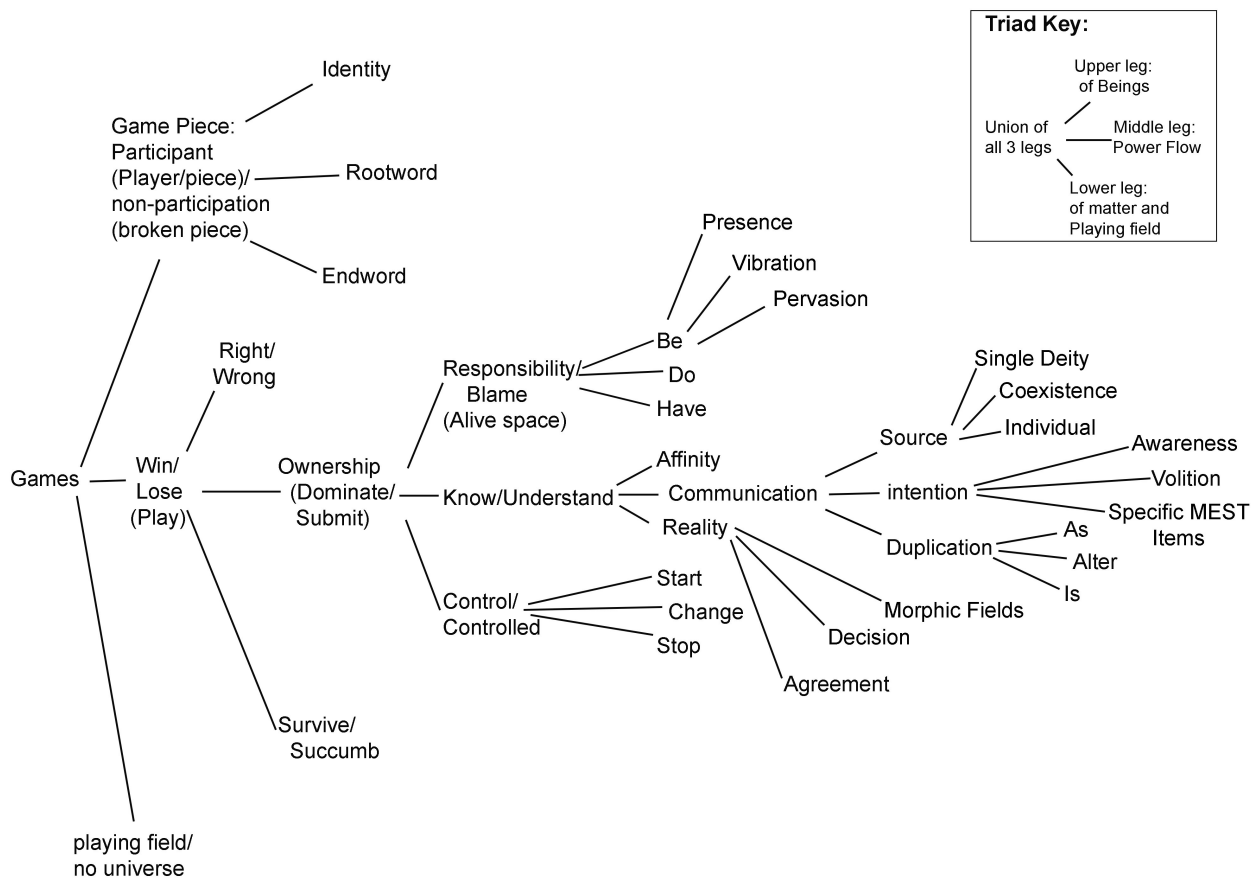 Triad Key:
Upper leg:
of Beings
Union of
all 3 legs
Middle leg:
Power Flow
Lower leg:
of matter and
Playing field
Identity
Game Piece:
Participant
(Player/piece)/
non-participation
(broken piece)
Rootword
Endword
Presence
Vibration
Pervasion
Be
Right/
Wrong
Responsibility/
Blame
(Alive space)
Do
Have
Single Deity
Coexistence
Individual
Source
Games
Win/
Lose
(Play)
Ownership
(Dominate/
Submit)
Know/Understand
Affinity
Communication
Reality
intention
Awareness
Volition
Specific MEST
Items
Duplication
As
Alter
Is
Control/
Controlled
Start
Change
Stop
Morphic Fields
Decision
Agreement
Survive/
Succumb
playing field/
no universe